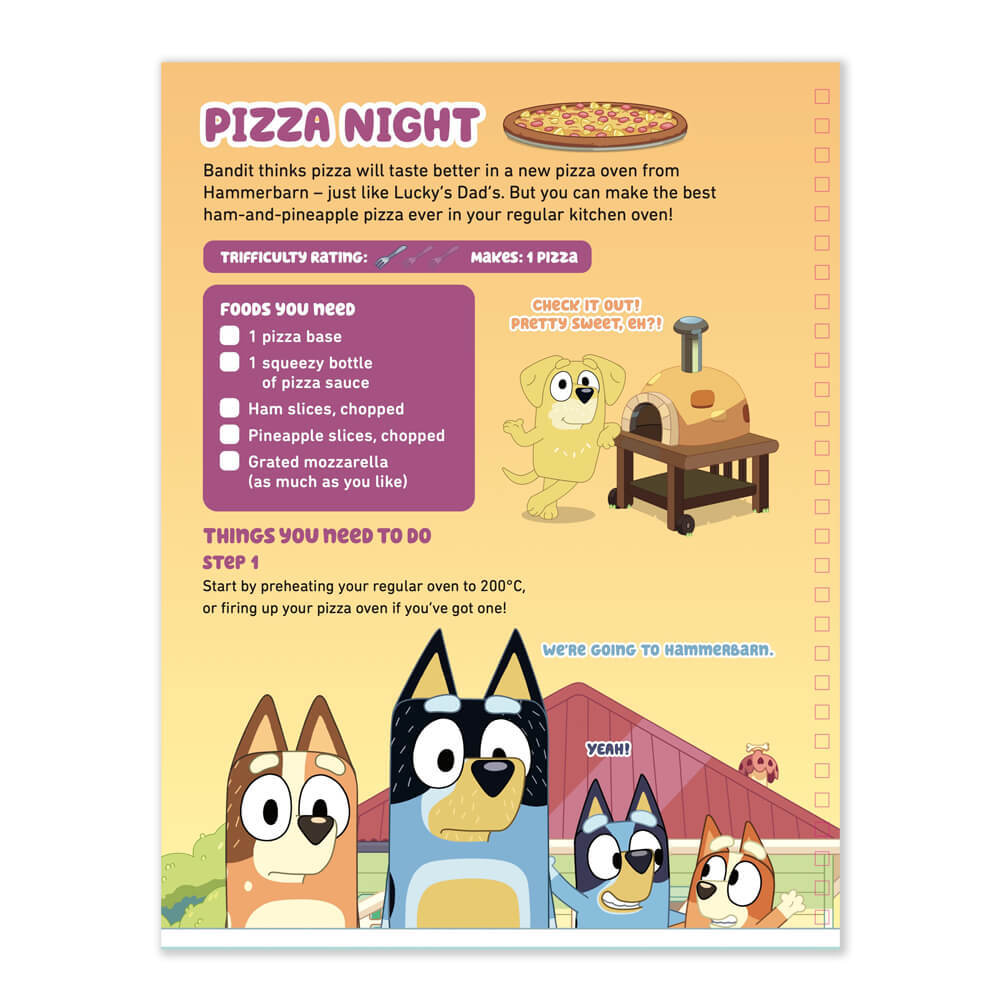 PIZZA NIGHT
Bandit thinks pizza will taste better in a new pizza oven from
Hammerbarn – just like Lucky's Dad's. But you can make the best
ham-and-pineapple pizza ever in your regular kitchen oven!
TRIFFICULTY RATING: MAKES: 1 PIZZA
FOODS YOU NEED
1 pizza base
1 squeezy bottle
of pizza sauce
Ham slices, chopped
Pineapple slices, chopped
Grated mozzarella
(as much as you like)
CHECK IT OUT!
PRETTY SWEET, EH?!
THINGS YOU NEED TO DO
STEP 1
Start by preheating your regular oven to 200°C,
or firing up your pizza oven if you've got one!
WE'RE GOING TO HAMMERBARN.
YEAH!